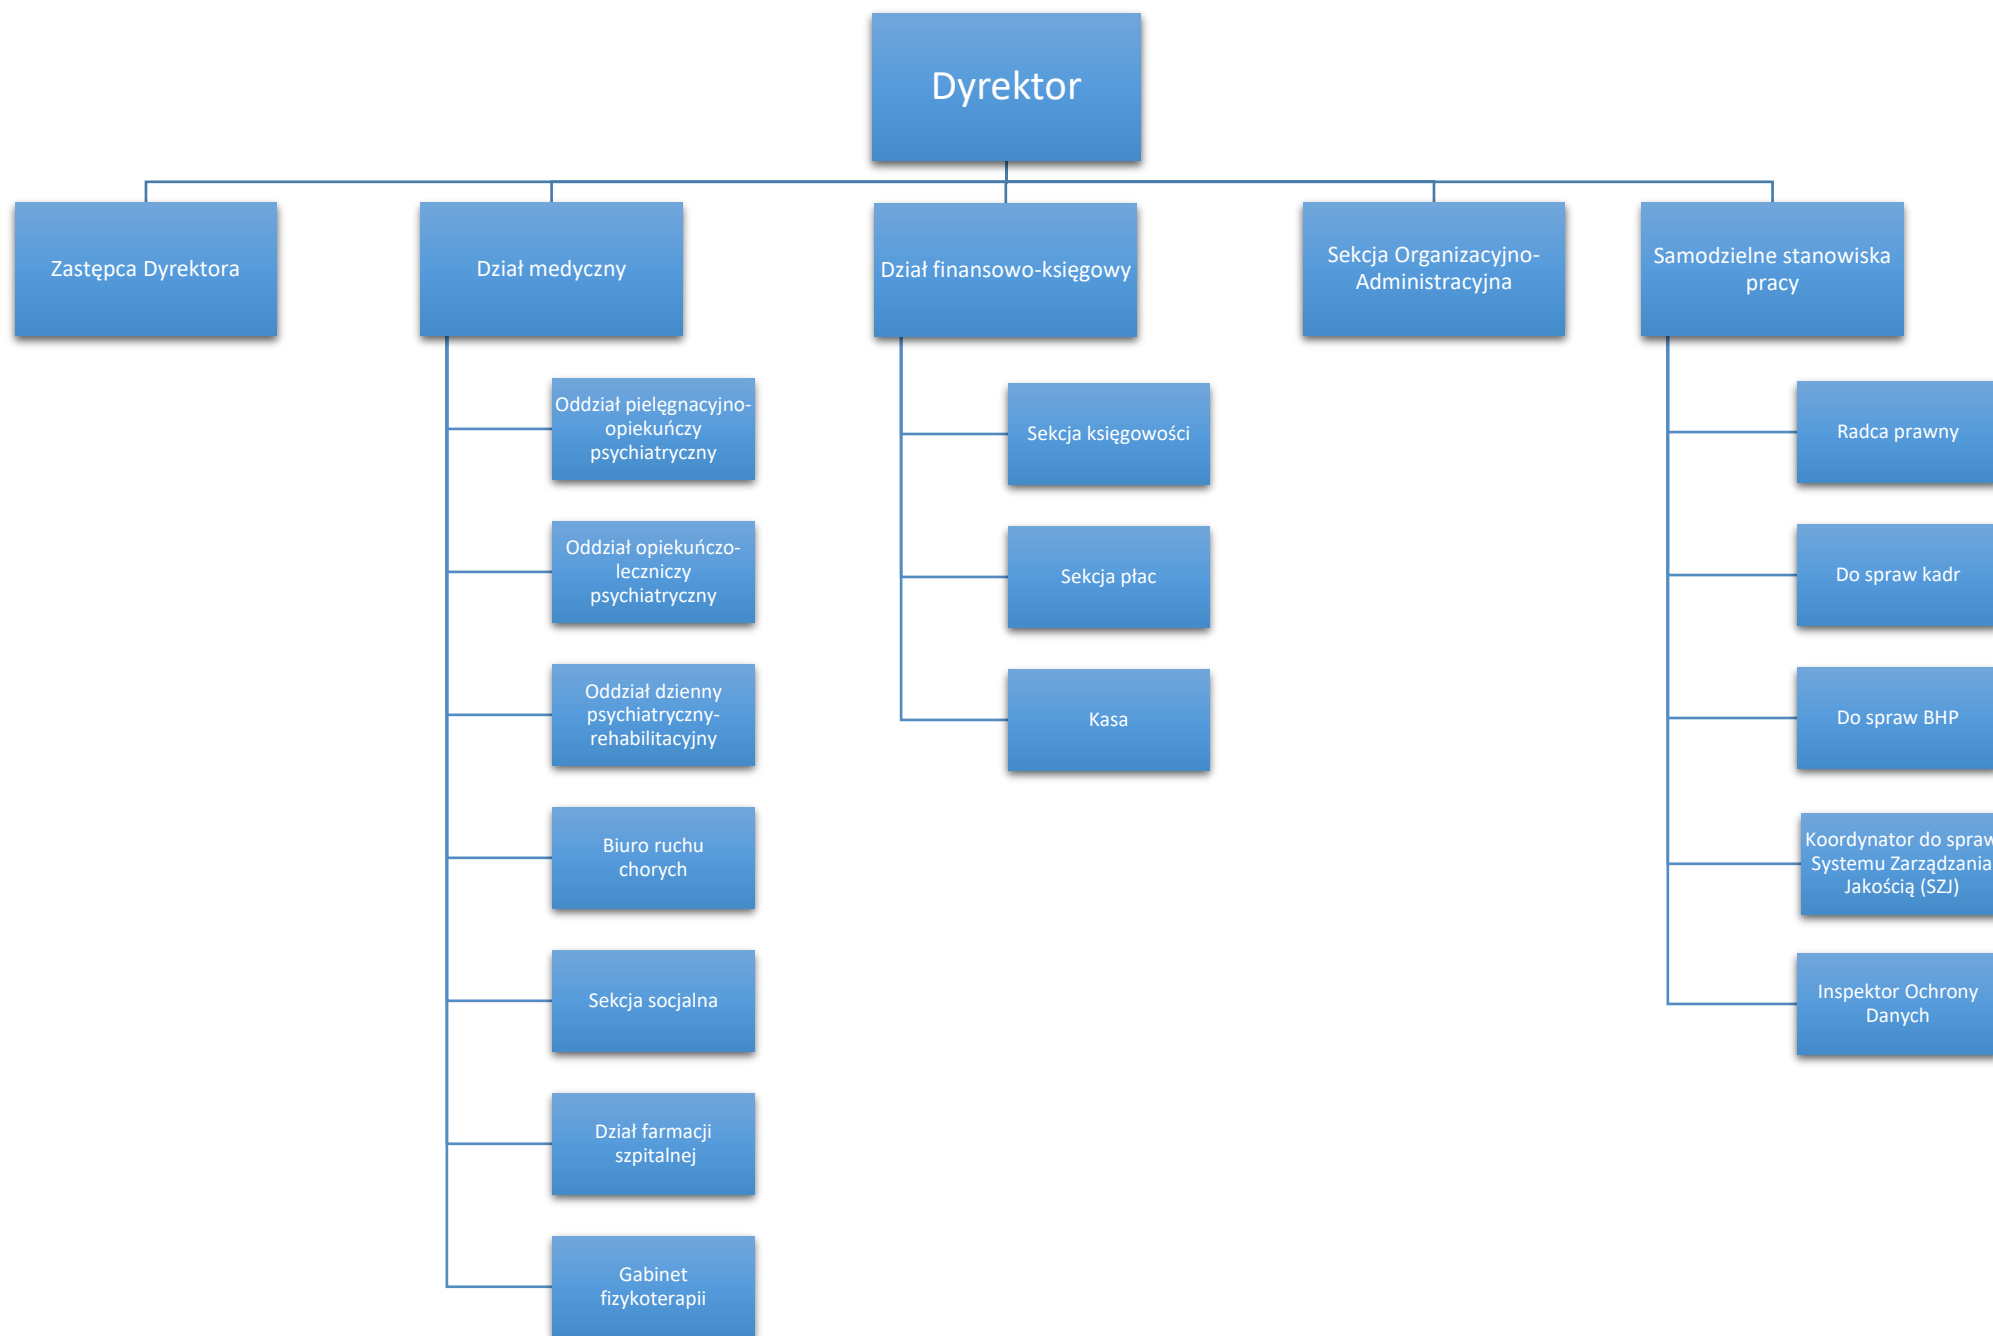 Dyrektor
Zastępca Dyrektora
Dział medyczny
Dział finansowo-księgowy
Sekcja Organizacyjno-
Administracyjna
Samodzielne stanowiska
pracy
Oddział pielęgnacyjno-
opiekuńczy
psychiatryczny
Oddział opiekuńczo-
leczniczy
psychiatryczny
Oddział dzienny
psychiatryczny-
rehabilitacyjny
Biuro ruchu
chorych
Sekcja socjalna
Dział farmacji
szpitalnej
Gabinet
fizykoterapii
Sekcja księgowości
Sekcja płac
Kasa
Radca prawny
Do spraw kadr
Do spraw BHP
Koordynator do spraw
Systemu Zarządzania
Jakością (SZJ)
Inspektor Ochrony
Danych